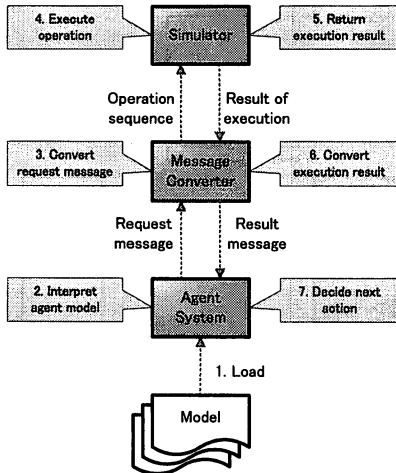 4. Execute
operation
Simulator
5. Return
execution result
Operation
sequence
Result of
execution
3. Convert
request message
Message
Converter
6. Convert
execution result
Request
message
Result
message
2. Interpret
agent model
Agent
System
7. Decide next
action
1. Load
Model